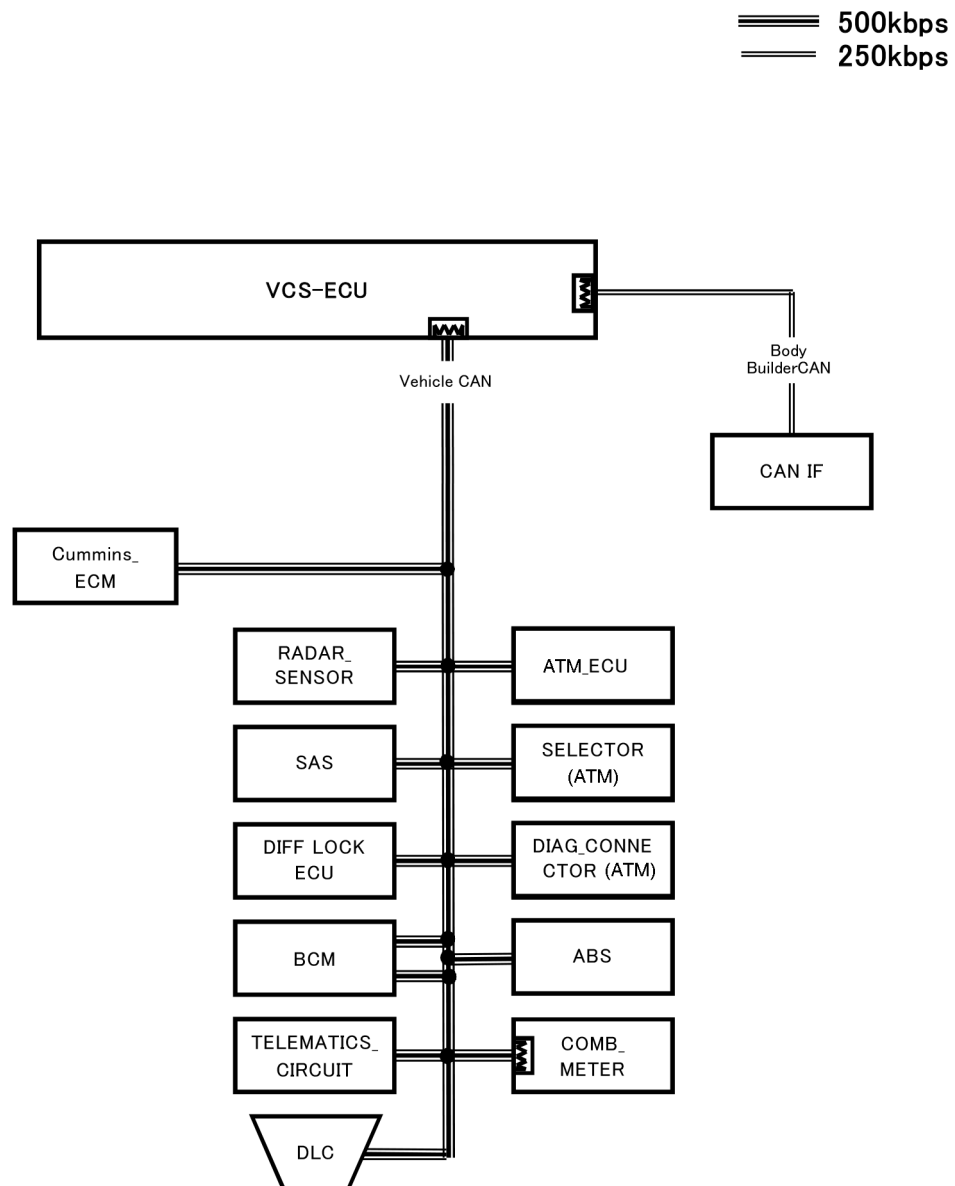 500kbps
250kbps
VCS-ECU
Vehicle CAN
Body
BuilderCAN
CAN IF
Cummins_
ECM
RADAR_
SENSOR
ATM_ECU
SAS
SELECTOR
(ATM)
DIFF LOCK
ECU
DIAG_CONNE
CTOR (ATM)
BCM
ABS
TELEMATICS_
CIRCUIT
COMB_
METER
DLC